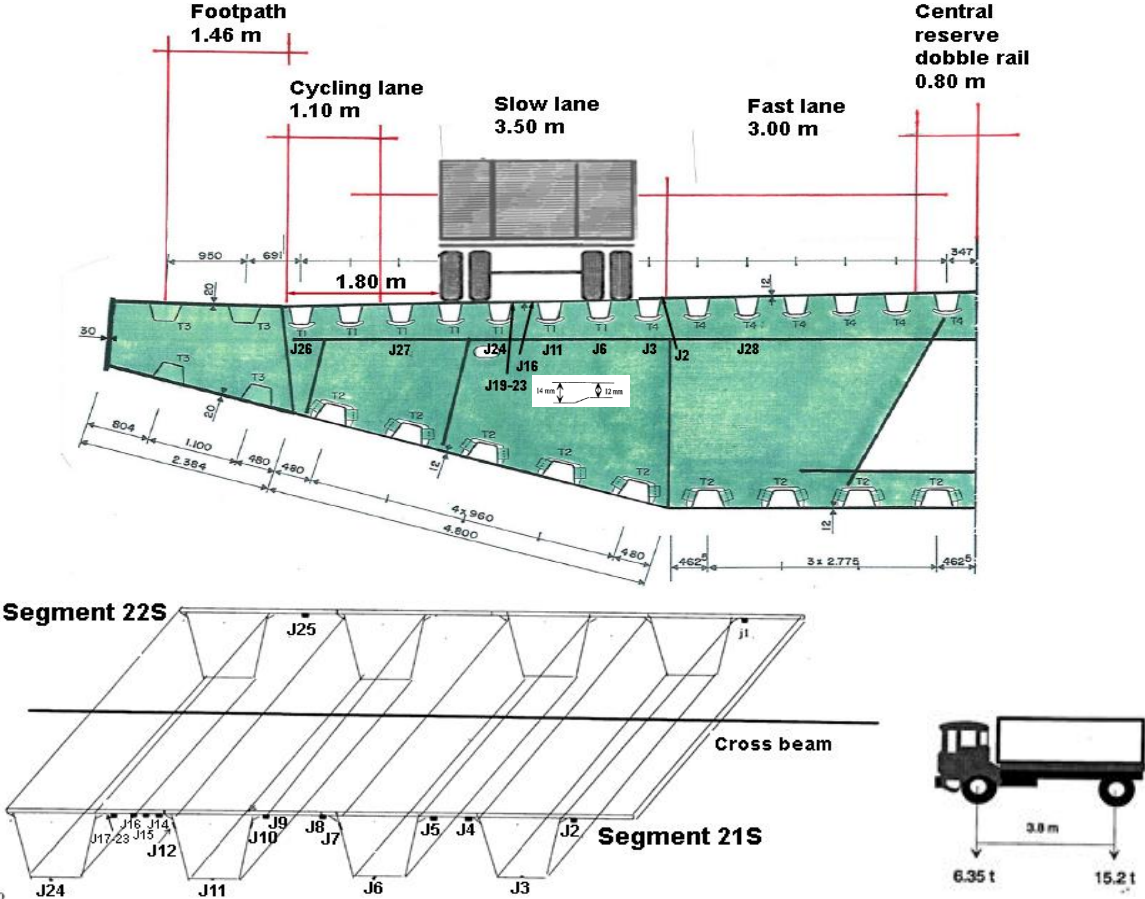 Footpath
1.46 m
Central
reserve
dobble rail
0.80 m
Cycling lane
1.10 m
Slow lane
3.50 m
Fast lane
3.00 m
950
691
347
1.80 m
20
12
30
T3
T3
T1
T1
T1
T1
T1
T1
T1
T4
T4
T4
T4
T4
T4
T4
J26
J27
J24
J11
J6
J3
J2
J28
J16
J19-23
14 mm
12 mm
T3
T3
20
T2
T2
T2
T2
T2
T2
T2
T2
T2
12
12
804
1.100
480
480
2.384
4x960
4.800
480
462⁵
3 x 2.775
462⁵
Segment 22S
J25
j1
Cross beam
J16
J14
J17-23
J15
J12
J9
J10
J8
J7
J5
J4
J2
Segment 21S
J24
J11
J6
J3
3.8 m
6.35 t
15.2 t